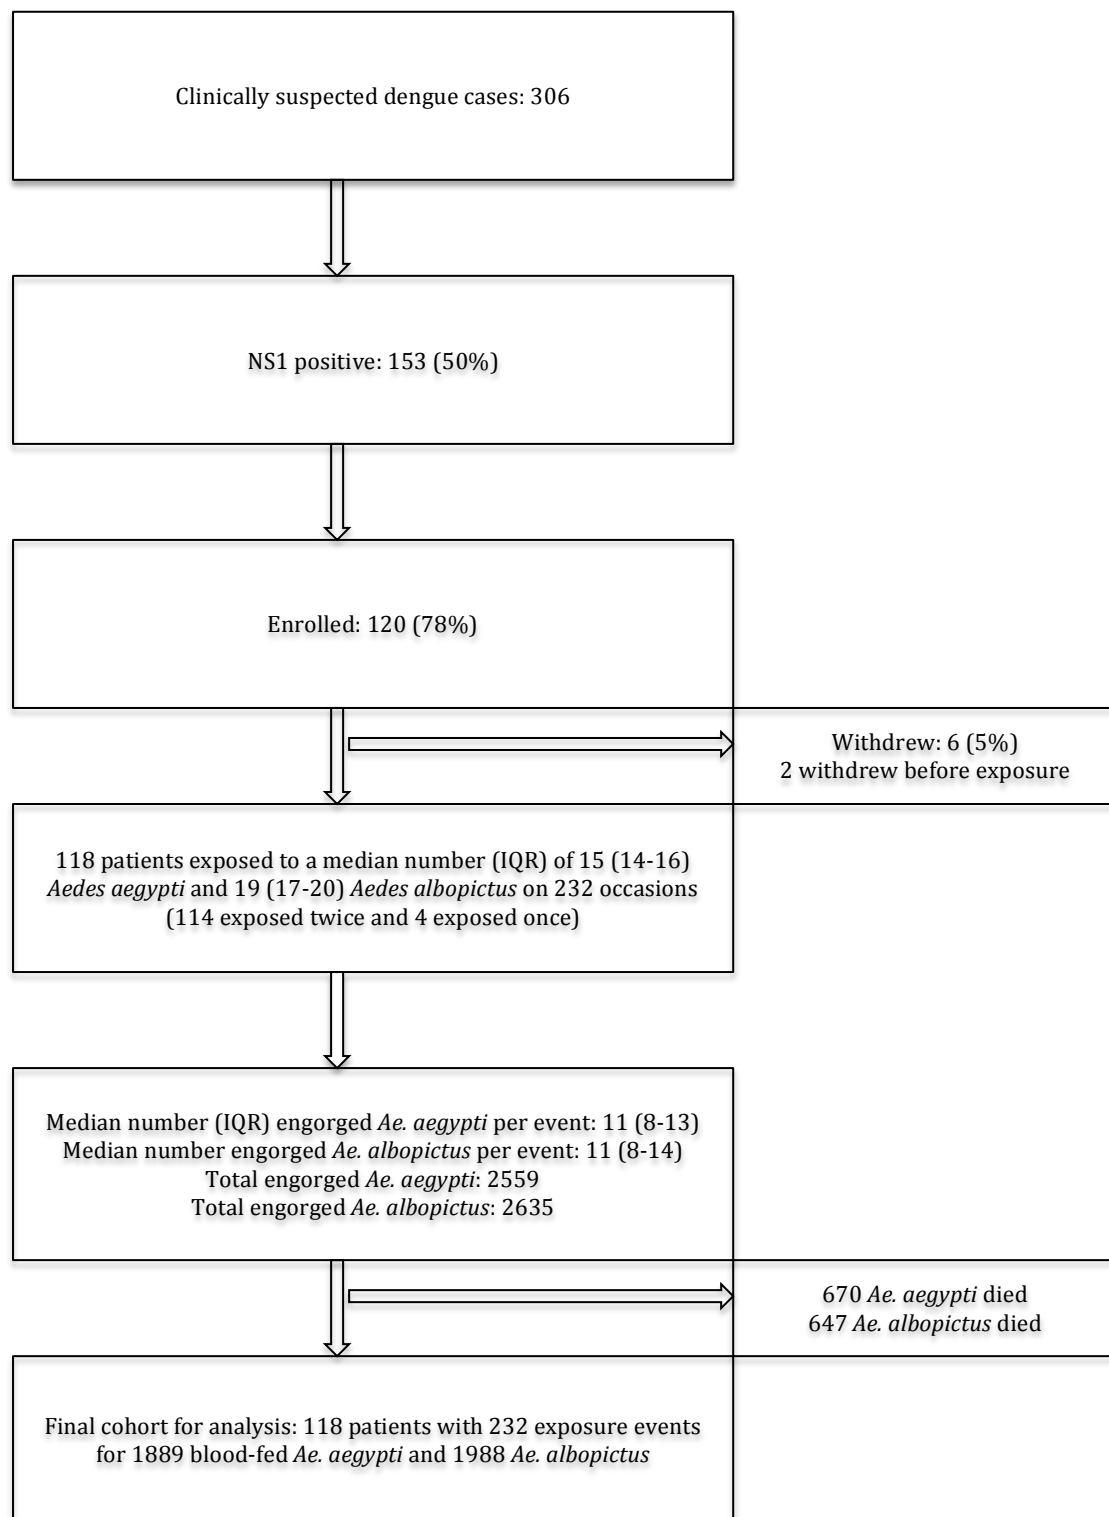 Clinically suspected dengue cases: 306
NS1 positive: 153 (50%)
Enrolled: 120 (78%)
Withdrew: 6 (5%)
2 withdrew before exposure
118 patients exposed to a median number (IQR) of 15 (14-16)
Aedes aegypti and 19 (17-20) Aedes albopictus on 232 occasions
(114 exposed twice and 4 exposed once)
Median number (IQR) engorged Ae. aegypti per event: 11 (8-13)
Median number engorged Ae. albopictus per event: 11 (8-14)
Total engorged Ae. aegypti: 2559
Total engorged Ae. albopictus: 2635
670 Ae. aegypti died
647 Ae. albopictus died
Final cohort for analysis: 118 patients with 232 exposure events
for 1889 blood-fed Ae. aegypti and 1988 Ae. albopictus